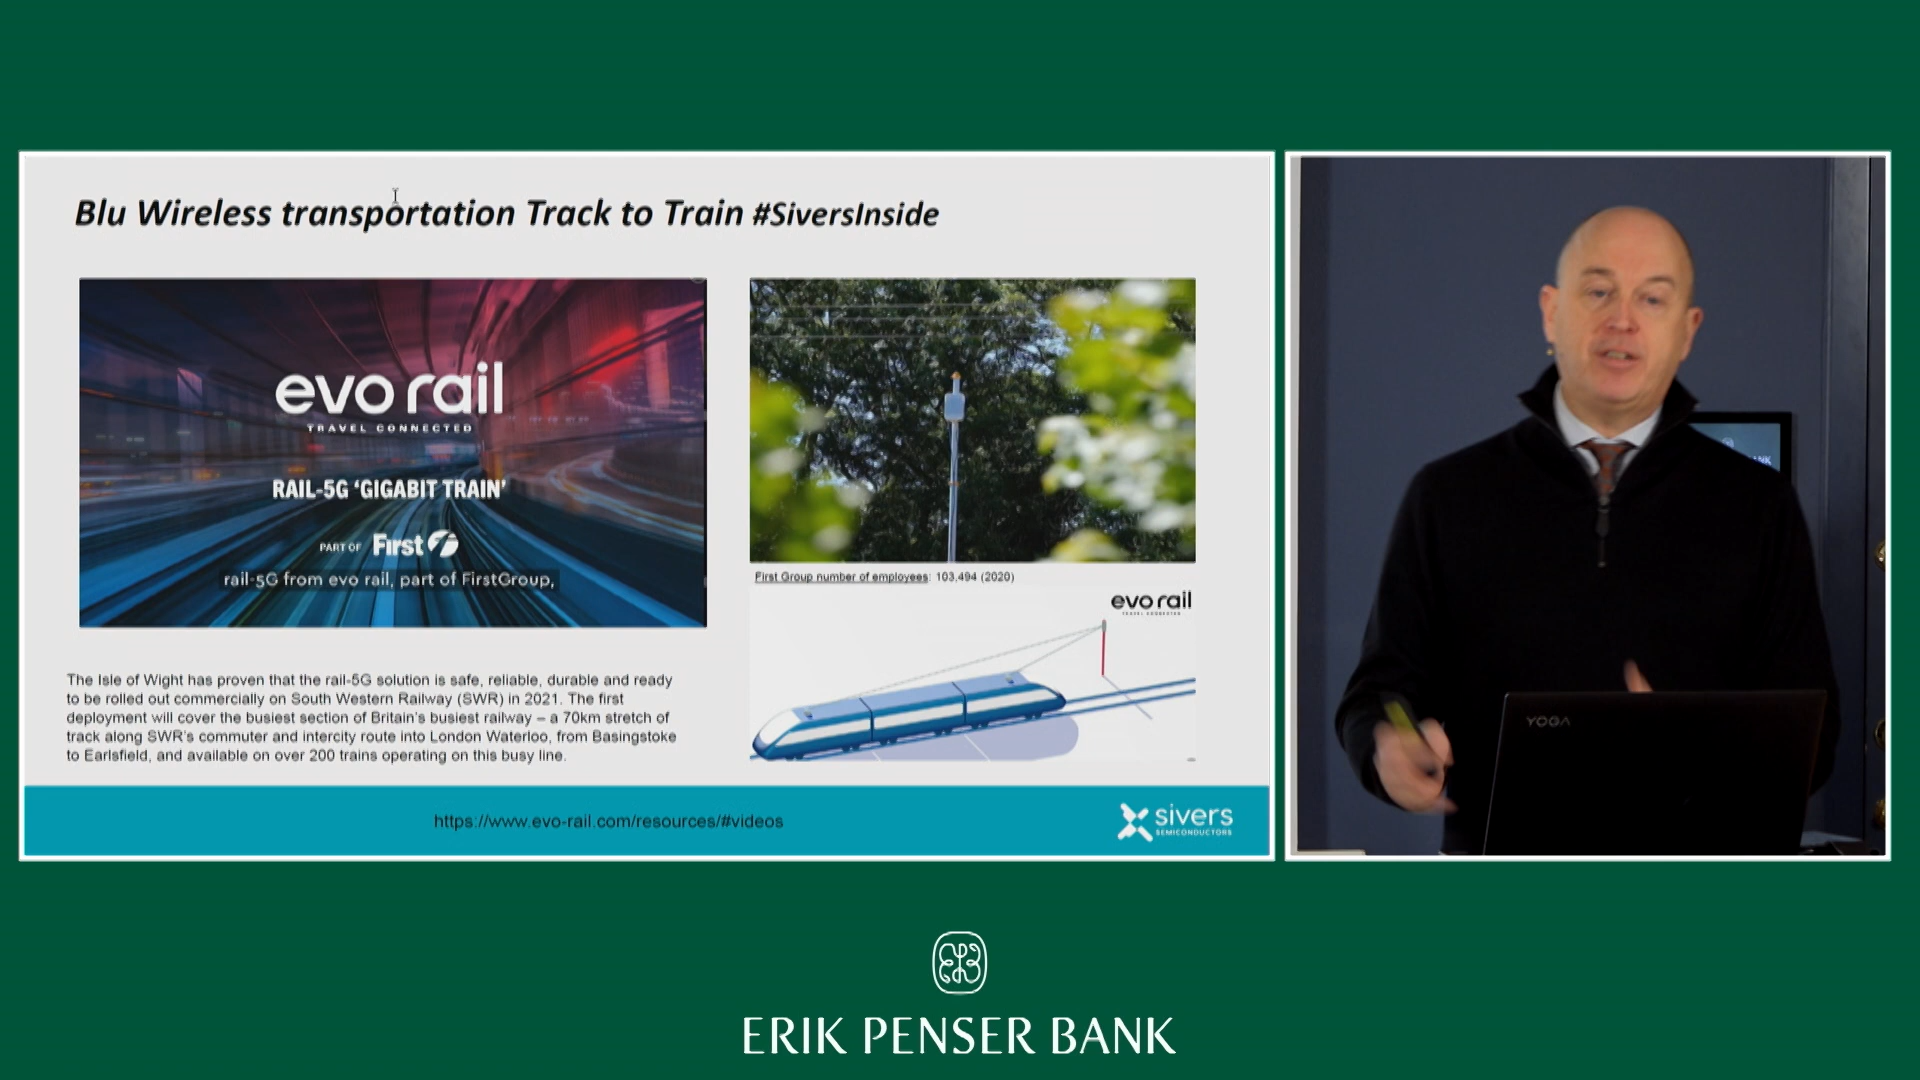 Blu Wireless transportation Track to Train #SiversInside
evo rail
TRAVEL CONNECTED
RAIL-5G ‘GIGABIT TRAIN’
PART OF First
rail-5G from evo rail, part of FirstGroup,
First Group number of employees: 103,494 (2020)
evo rail
TRAVEL CONNECTED
The Isle of Wight has proven that the rail-5G solution is safe, reliable, durable and ready
to be rolled out commercially on South Western Railway (SWR) in 2021. The first
deployment will cover the busiest section of Britain’s busiest railway – a 70km stretch of
track along SWR’s commuter and intercity route into London Waterloo, from Basingstoke
to Earlsfield, and available on over 200 trains operating on this busy line.
https://www.evo-rail.com/resources/#videos
sivers
SEMICONDUCTORS
YOGA
ERIK PENSER BANK